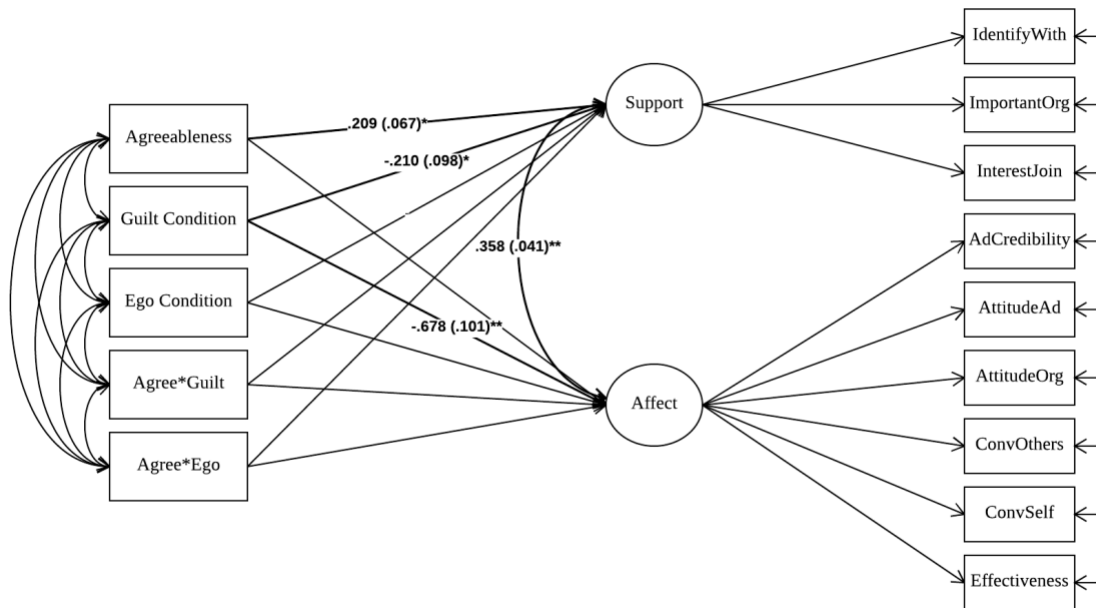 Agreeableness
Guilt Condition
Ego Condition
Agree*Guilt
Agree*Ego
.209 (.067)*
-.210 (.098)*
.358 (.041)**
-.678 (.101)**
Support
Affect
IdentifyWith
ImportantOrg
InterestJoin
AdCredibility
AttitudeAd
AttitudeOrg
ConvOthers
ConvSelf
Effectiveness